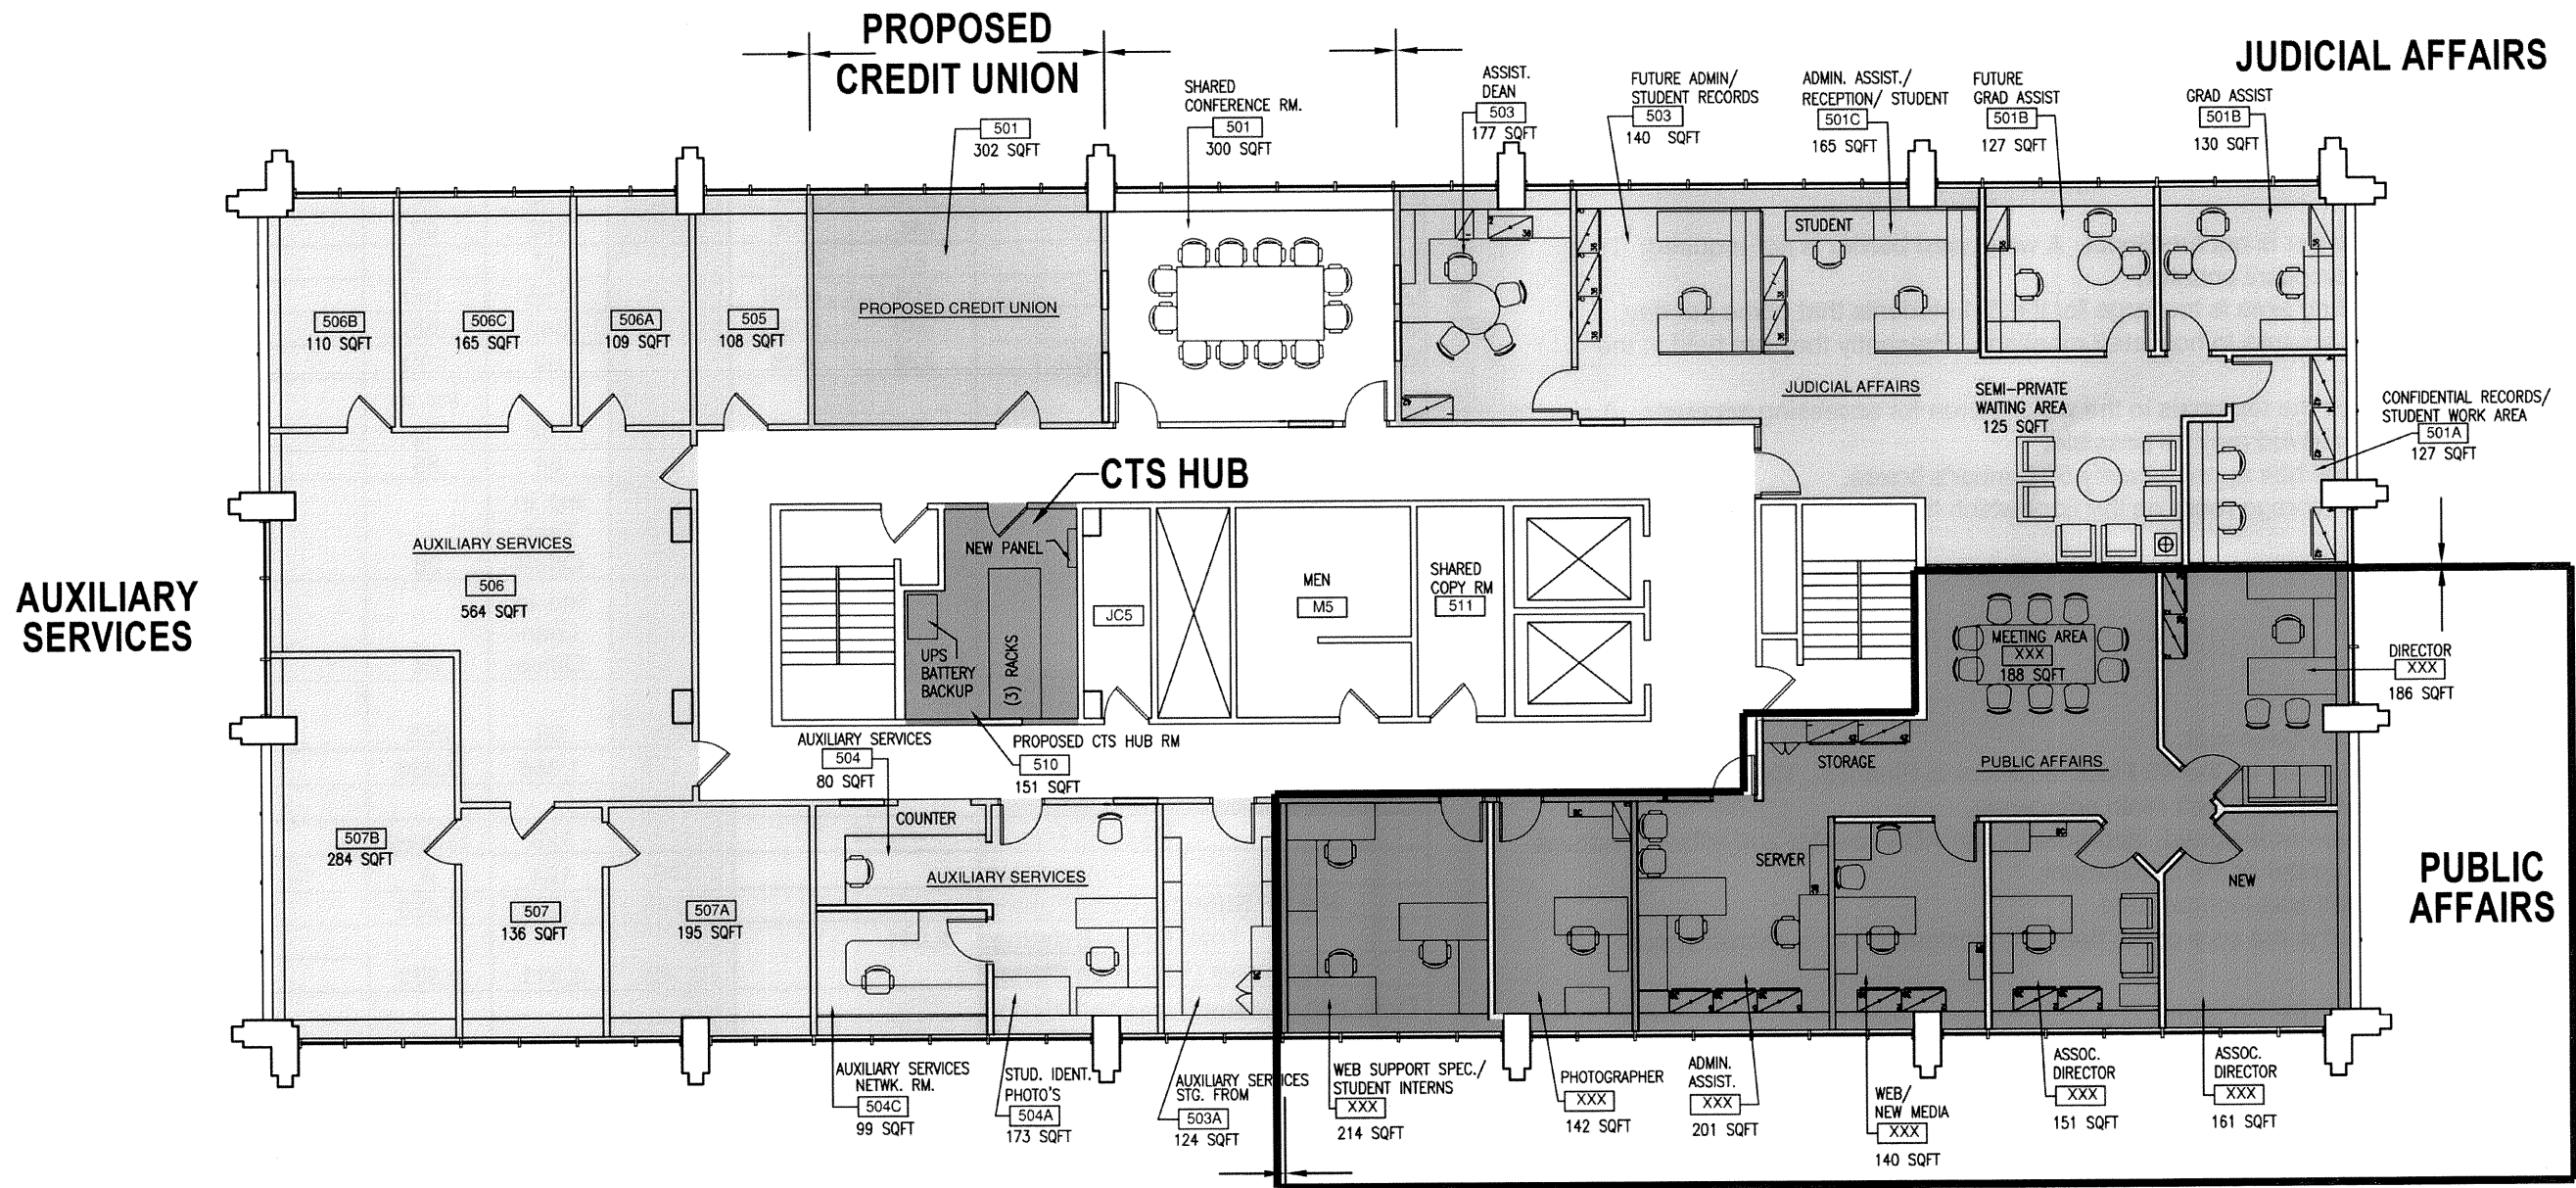 PROPOSED
CREDIT UNION
JUDICIAL AFFAIRS
501
302 SQFT
SHARED
CONFERENCE RM.
501
300 SQFT
ASSIST.
DEAN
503
177 SQFT
FUTURE ADMIN/
STUDENT RECORDS
503
140 SQFT
ADMIN. ASSIST./
RECEPTION/ STUDENT
501C
165 SQFT
FUTURE
GRAD ASSIST
501B
127 SQFT
GRAD ASSIST
501B
130 SQFT
506B
110 SQFT
506C
165 SQFT
506A
109 SQFT
505
108 SQFT
PROPOSED CREDIT UNION
STUDENT
JUDICIAL AFFAIRS
SEMI-PRIVATE
WAITING AREA
125 SQFT
CONFIDENTIAL RECORDS/
STUDENT WORK AREA
501A
127 SQFT
CTS HUB
AUXILIARY SERVICES
506
564 SQFT
AUXILIARY
SERVICES
NEW PANEL
UPS
BATTERY
BACKUP
(3) RACKS
JC5
MEN
M5
SHARED
COPY RM
511
MEETING AREA
XXX
188 SQFT
DIRECTOR
XXX
186 SQFT
AUXILIARY SERVICES
504
80 SQFT
PROPOSED CTS HUB RM
510
151 SQFT
STORAGE
PUBLIC AFFAIRS
507B
284 SQFT
507
136 SQFT
507A
195 SQFT
COUNTER
AUXILIARY SERVICES
SERVER
NEW
PUBLIC
AFFAIRS
AUXILIARY SERVICES
NETWK. RM.
504C
99 SQFT
STUD. IDENT.
PHOTO'S
504A
173 SQFT
AUXILIARY SERVICES
STG. FROM
503A
124 SQFT
WEB SUPPORT SPEC./
STUDENT INTERNS
XXX
214 SQFT
PHOTOGRAPHER
XXX
142 SQFT
ADMIN.
ASSIST.
XXX
201 SQFT
WEB/
NEW MEDIA
XXX
140 SQFT
ASSOC.
DIRECTOR
XXX
151 SQFT
ASSOC.
DIRECTOR
XXX
161 SQFT